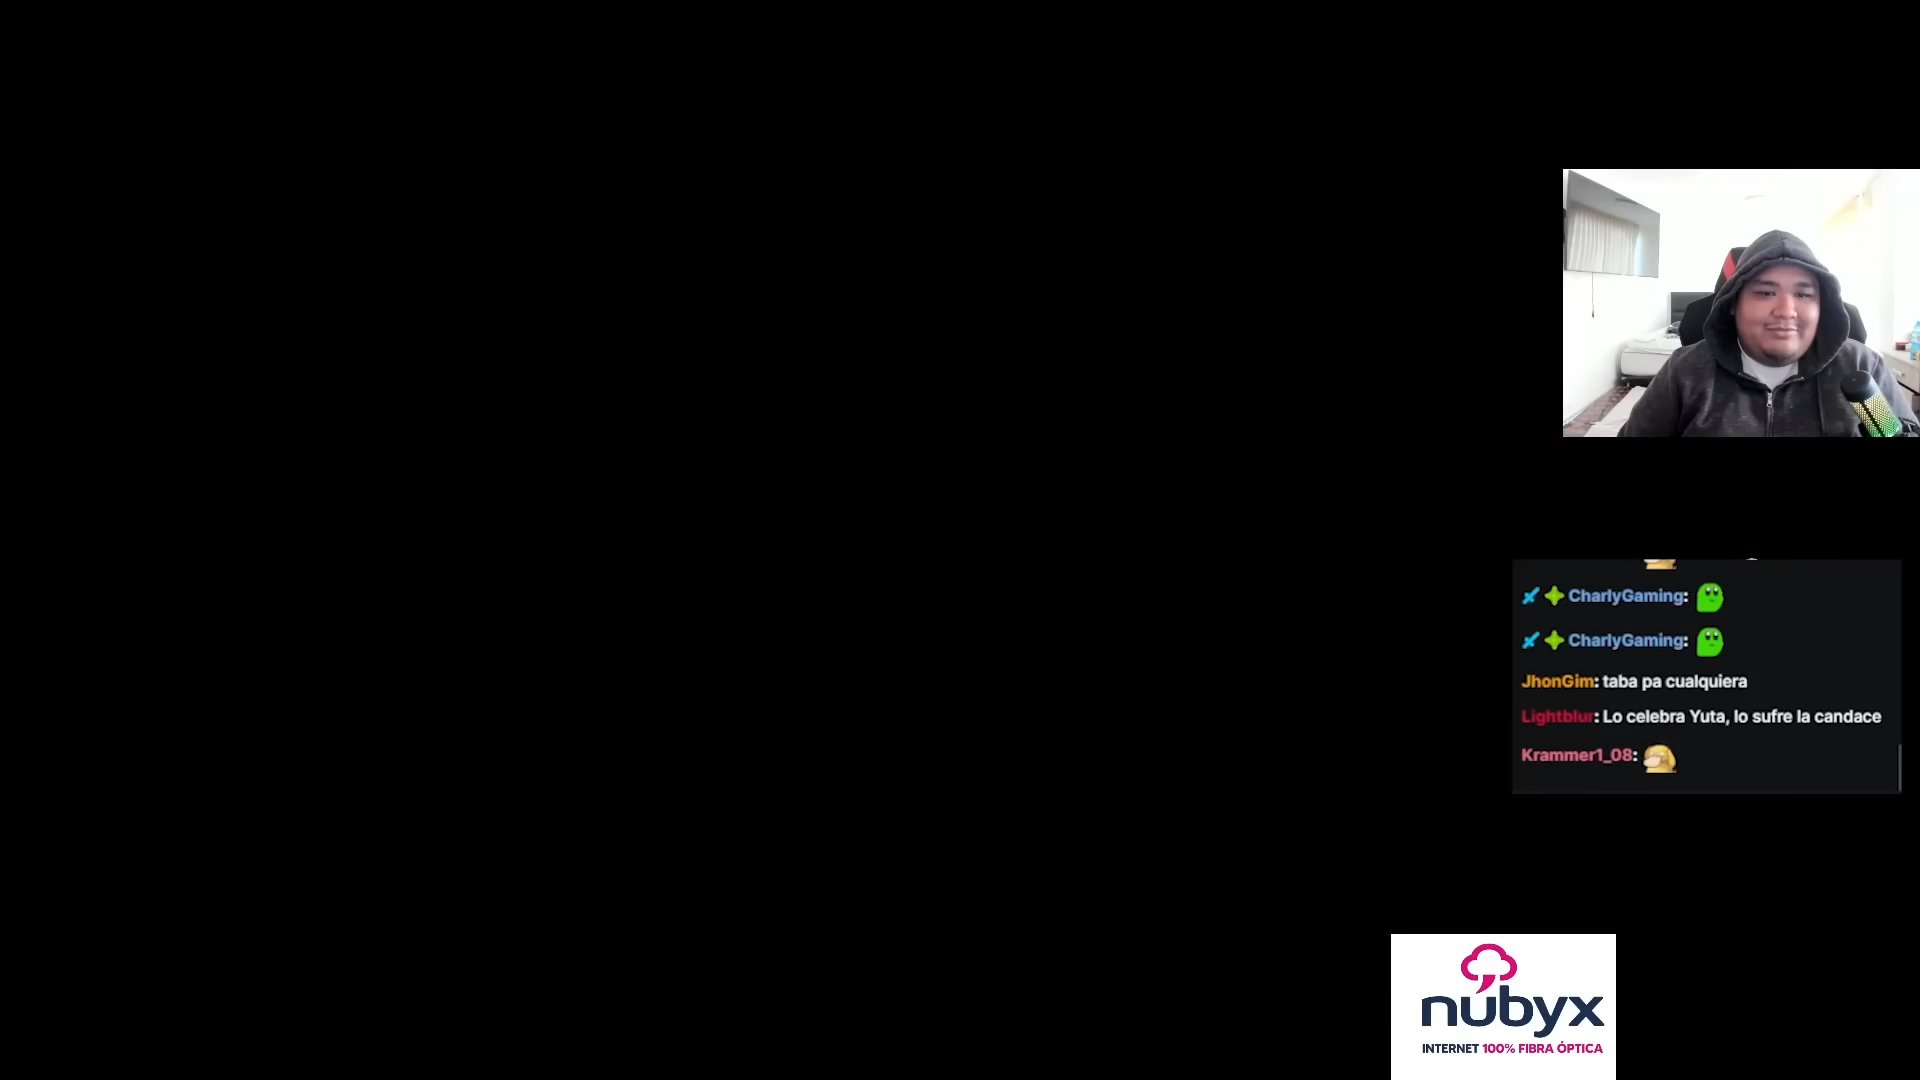 CharlyGaming:
CharlyGaming:
JhonGim: taba pa cualquiera
Lightblur: Lo celebra Yuta, lo sufre la candace
Krammer1_08:
nubyx
INTERNET 100% FIBRA ÓPTICA